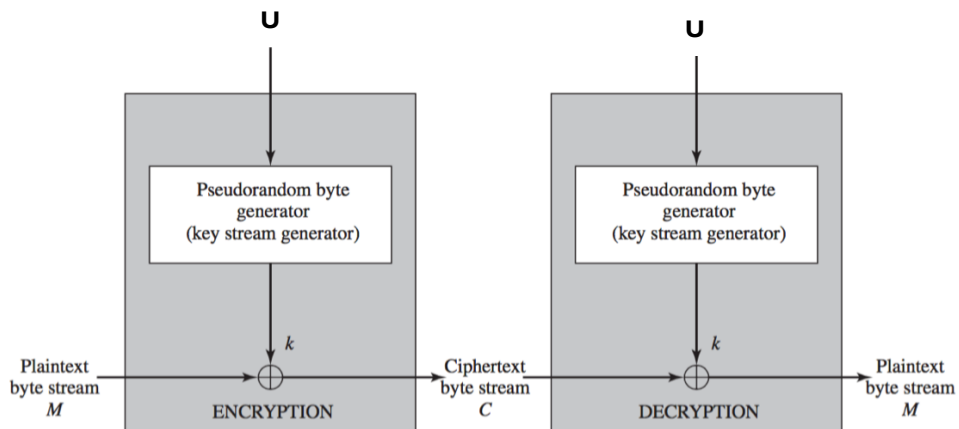 U
U
Pseudorandom byte
generator
(key stream generator)
Pseudorandom byte
generator
(key stream generator)
k
k
Plaintext
byte stream
M
ENCRYPTION
Ciphertext
byte stream
C
DECRYPTION
Plaintext
byte stream
M